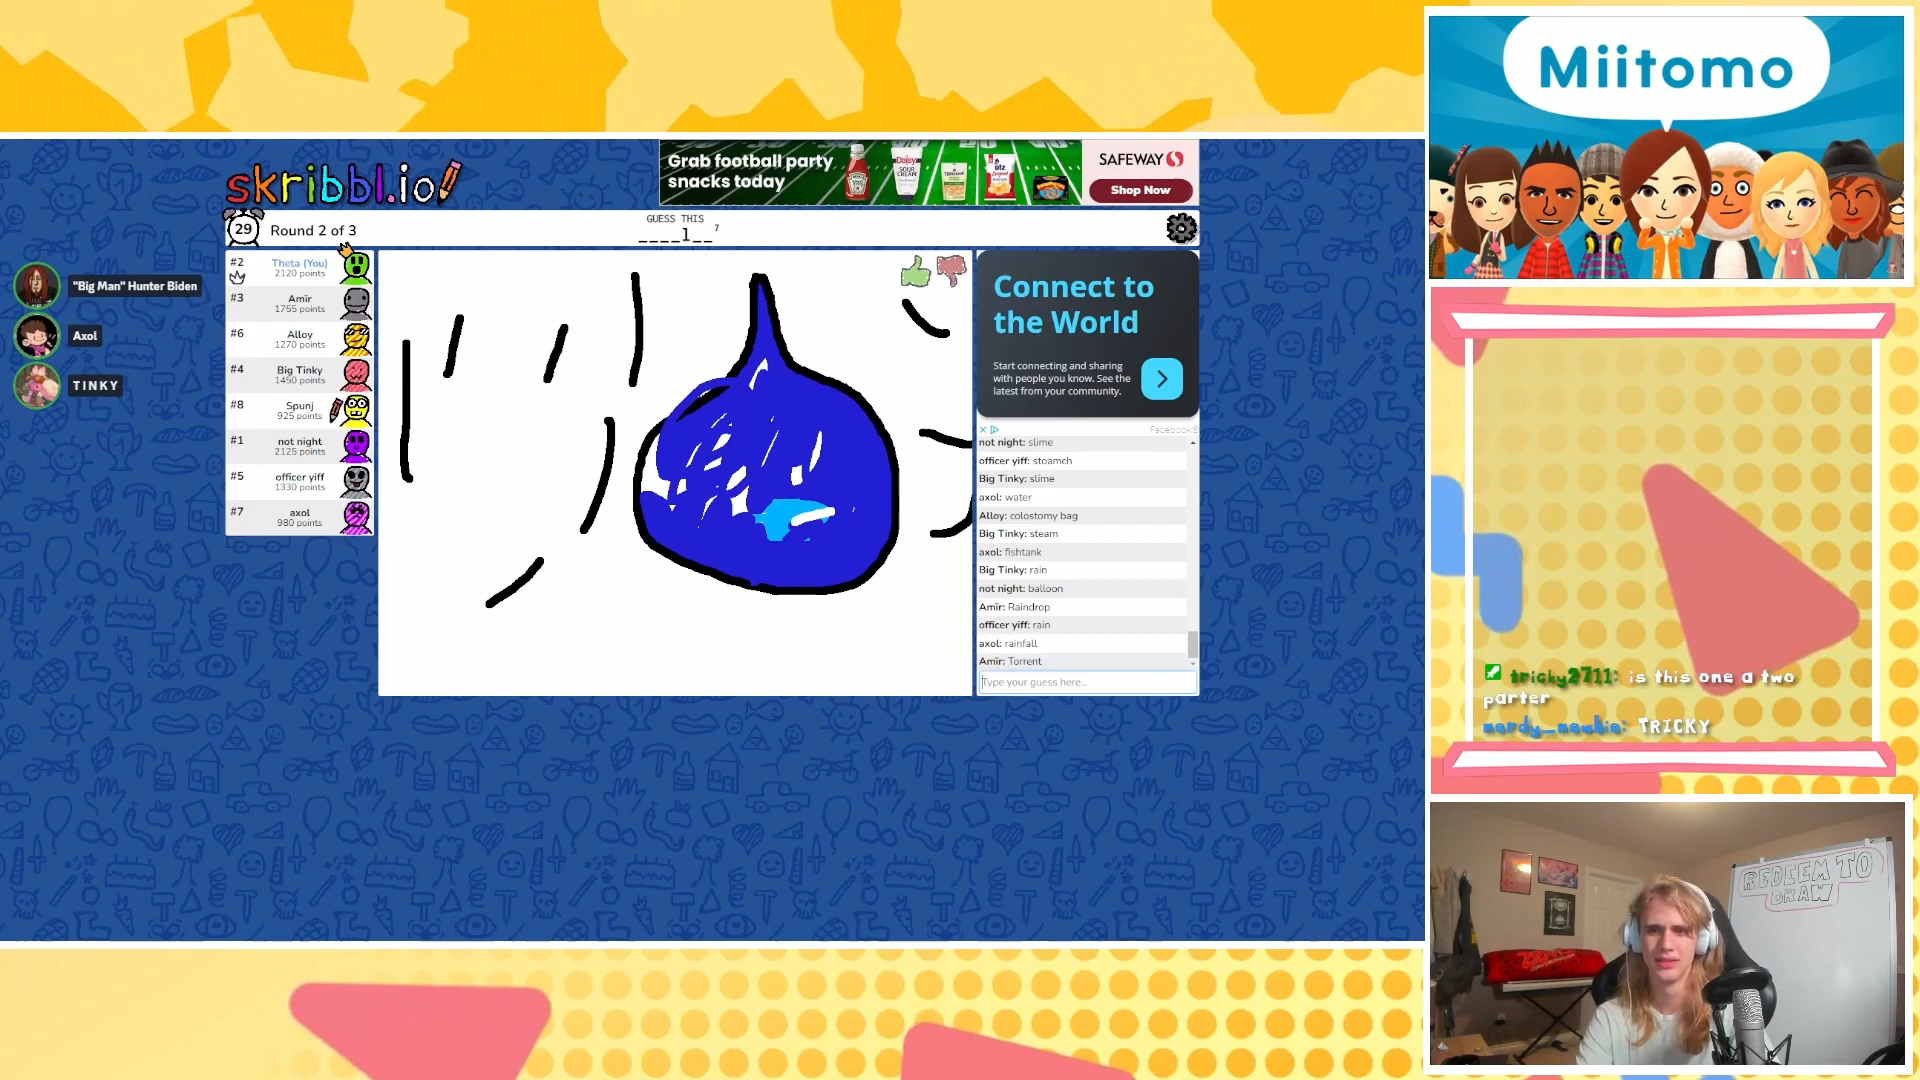 Miitomo
skribbl.io
Grab football party
snacks today
SAFEWAY
Shop Now
29
Round 2 of 3
GUESS THIS
____l__ 7
"Big Man" Hunter Biden
Axol
TINKY
#2 Theta (You)
2120 points
#3 Amïr
1755 points
#6 Alloy
1270 points
#4 Big Tinky
1450 points
#8 Spunj
925 points
#1 not night
2125 points
#5 officer yiff
1330 points
#7 axol
980 points
Connect to
the World
Start connecting and sharing
with people you know. See the
latest from your community.
Facebook®
not night: slime
officer yiff: stoamch
Big Tinky: slime
axol: water
Alloy: colostomy bag
Big Tinky: steam
axol: fishtank
Big Tinky: rain
not night: balloon
Amïr: Raindrop
officer yiff: rain
axol: rainfall
Amïr: Torrent
Type your guess here...
tricky2711: is this one a two
parter
nerdy_newbie: TRICKY
REDEEM TO
DRAW